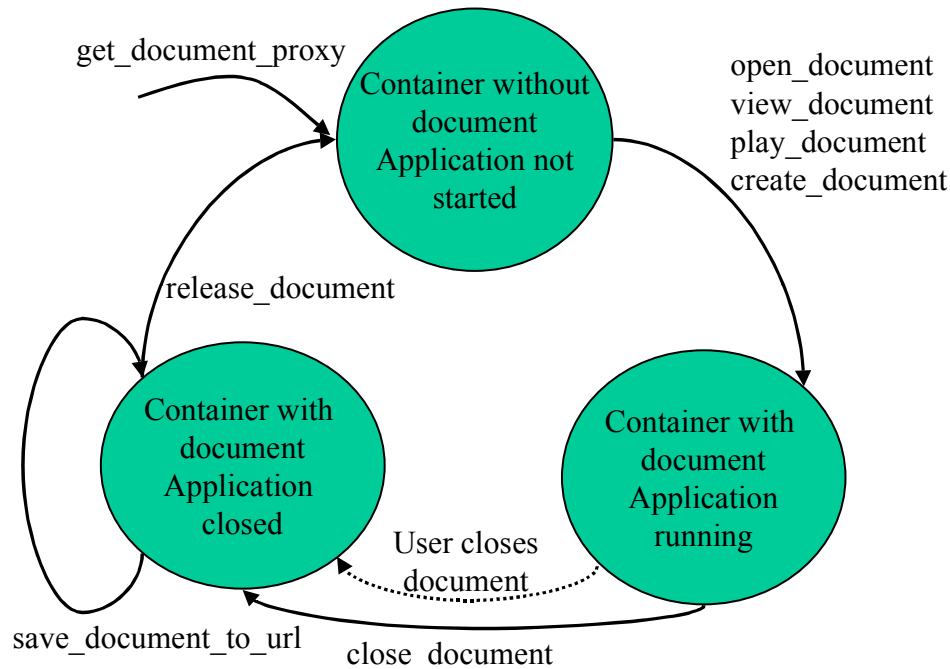 get_document_proxy
Container without
document
Application not
started
open_document
view_document
play_document
create_document
release_document
Container with
document
Application
closed
Container with
document
Application
running
User closes
document
save_document_to_url
close_document